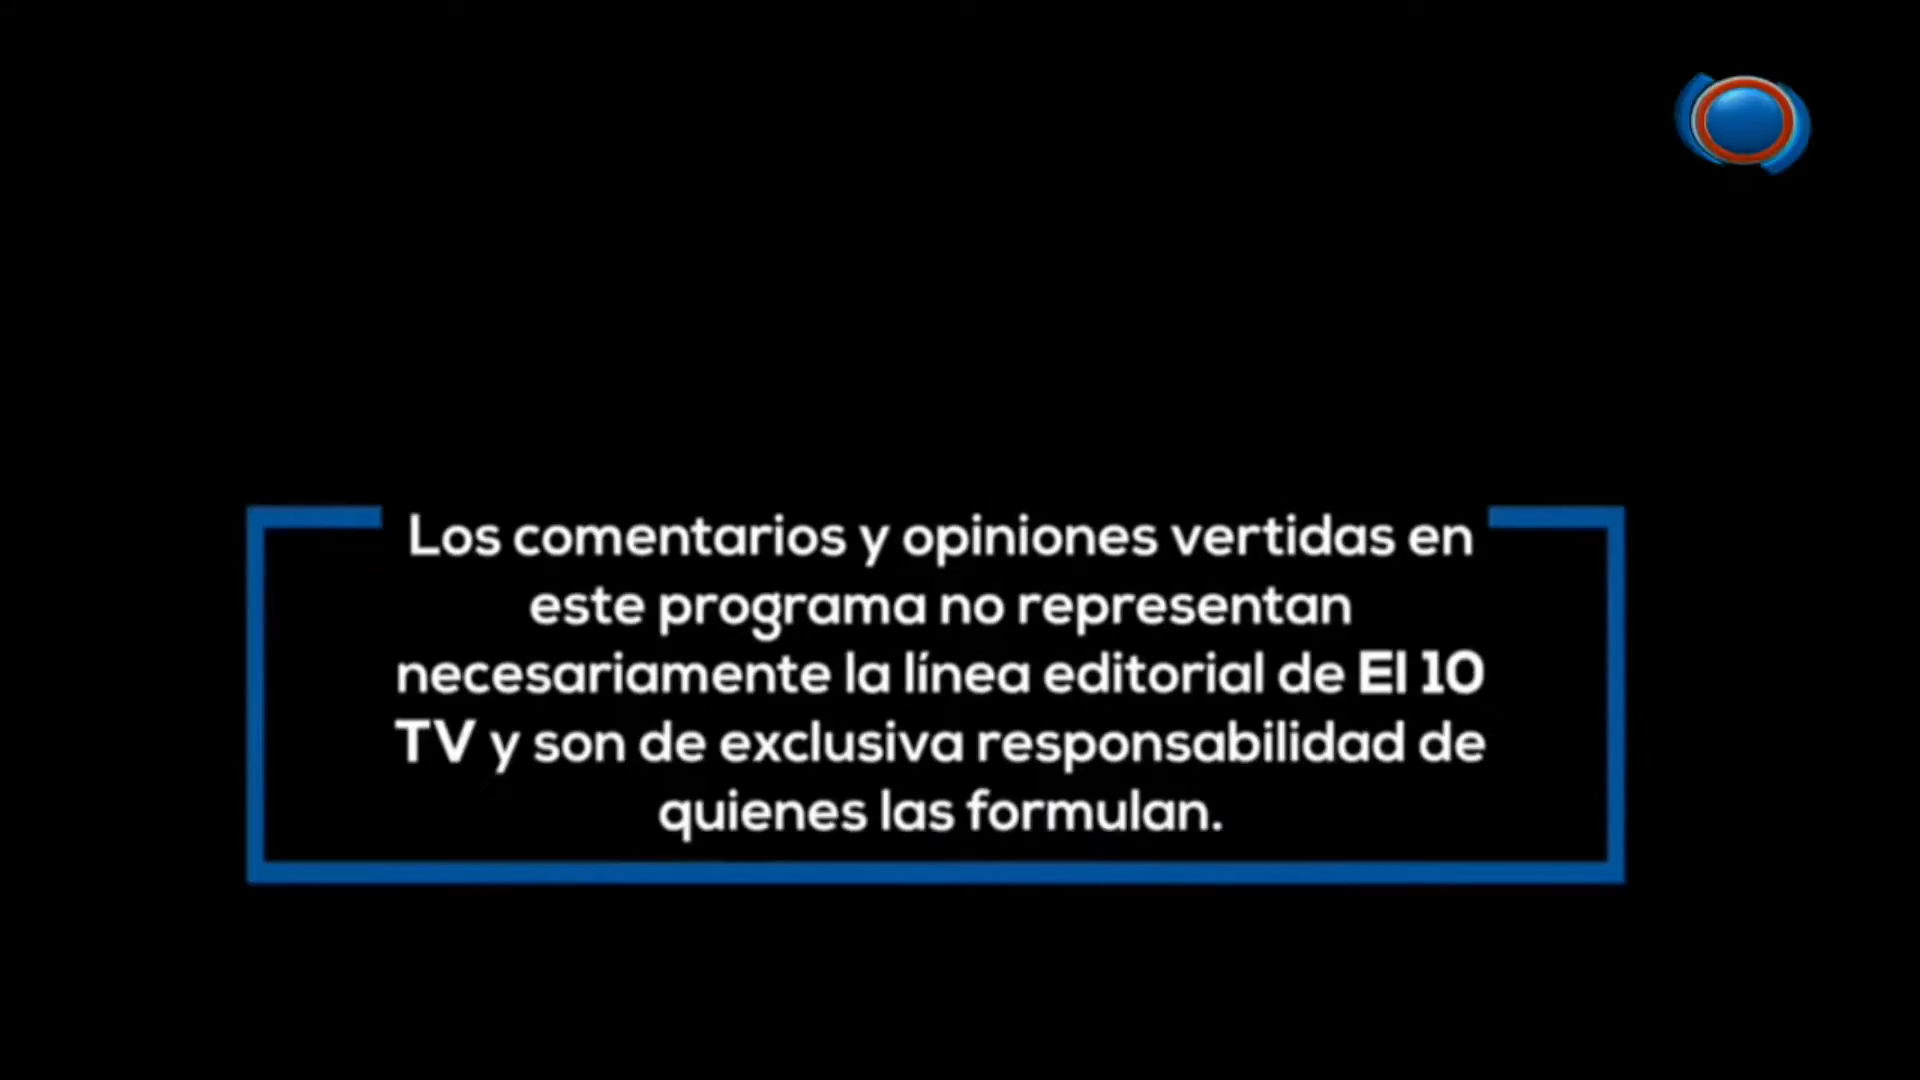 Los comentarios y opiniones vertidas en
este programa no representan
necesariamente la línea editorial de El 10
TV y son de exclusiva responsabilidad de
quienes las formulan.